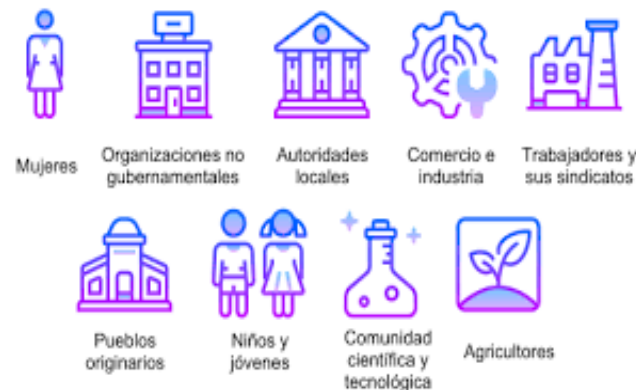 Mujeres
Organizaciones no
gubernamentales
Autoridades
locales
Comercio e
industria
Trabajadores y
sus sindicatos
Pueblos
originarios
Niños y
jóvenes
Comunidad
científica y
tecnológica
Agricultores